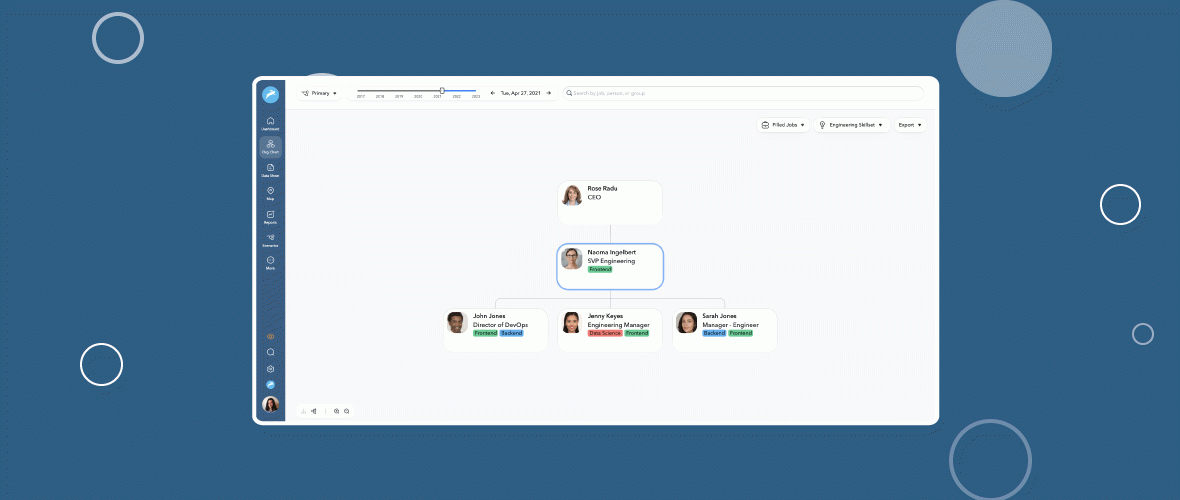 Primary
2017 2018 2019 2020 2021 2022 2023
Tue, Apr 27, 2021
Search by job, person, or group
Filled Jobs
Engineering Skillset
Export
Dashboard
Org Chart
Data Sheet
Map
Reports
Scenarios
More
Rose Radu
CEO
Naoma Ingelbert
SVP Engineering
Frontend
John Jones
Director of DevOps
Frontend Backend
Jenny Keyes
Engineering Manager
Data Science Frontend
Sarah Jones
Manager - Engineer
Backend Frontend